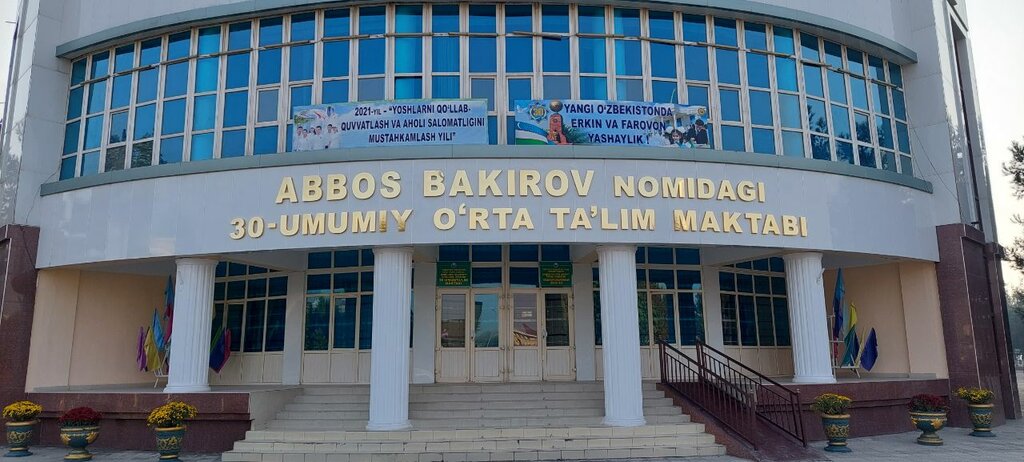 2021-YIL - "YOSHLARNI QO'LLAB-
QUVVATLASH VA AHOLI SALOMATLIGINI
MUSTAHKAMLASH YILI"
YANGI O'ZBEKISTONDA
ERKIN VA FAROVON
YASHAYLIK!
ABBOS BAKIROV NOMIDAGI
30-UMUMIY O‘RTA TA’LIM MAKTABI
MAKTABI